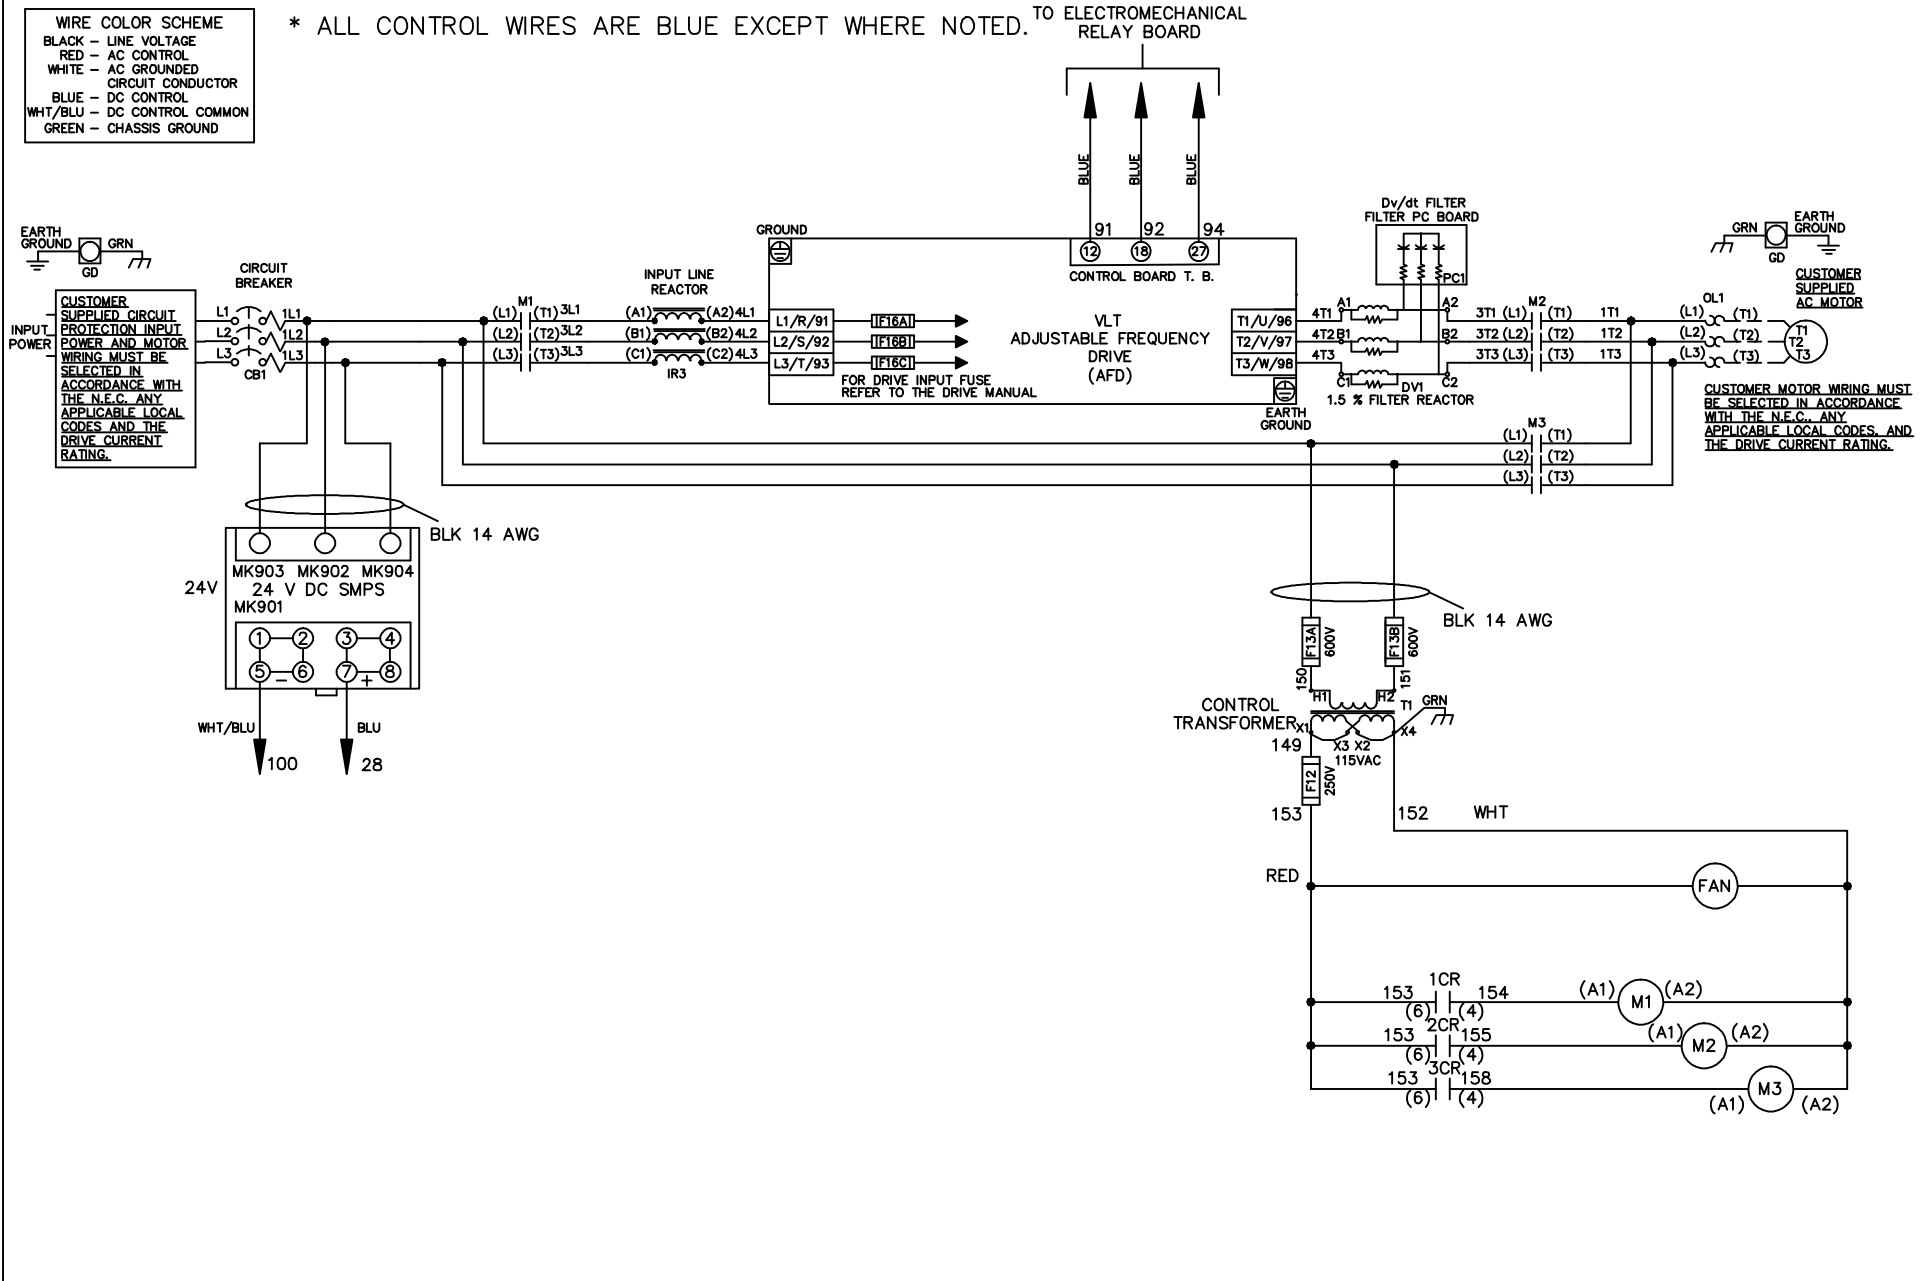 WIRE COLOR SCHEME
BLACK – LINE VOLTAGE
RED – AC CONTROL
WHITE – AC GROUNDED
CIRCUIT CONDUCTOR
BLUE – DC CONTROL
WHT/BLU – DC CONTROL COMMON
GREEN – CHASSIS GROUND
* ALL CONTROL WIRES ARE BLUE EXCEPT WHERE NOTED.
TO ELECTROMECHANICAL
RELAY BOARD
BLUE
BLUE
BLUE
91 92 94
12 18 27
CONTROL BOARD T. B.
EARTH
GROUND
GRN
GD
CIRCUIT
BREAKER
INPUT
POWER
CUSTOMER
SUPPLIED CIRCUIT
PROTECTION INPUT
POWER AND MOTOR
WIRING MUST BE
SELECTED IN
ACCORDANCE WITH
THE N.E.C. ANY
APPLICABLE LOCAL
CODES AND THE
DRIVE CURRENT
RATING.
L1 1L1
L2 1L2
L3 1L3
CB1
M1
(L1) (T1) 3L1
(L2) (T2) 3L2
(L3) (T3) 3L3
INPUT LINE
REACTOR
(A1) (A2) 4L1
(B1) (B2) 4L2
(C1) (C2) 4L3
IR3
GROUND
L1/R/91 F16A
L2/S/92 F16B
L3/T/93 F16C
FOR DRIVE INPUT FUSE
REFER TO THE DRIVE MANUAL
VLT
ADJUSTABLE FREQUENCY
DRIVE
(AFD)
T1/U/96
T2/V/97
T3/W/98
EARTH
GROUND
Dv/dt FILTER
FILTER PC BOARD
PC1
4T1 A1 A2
4T2 B1 B2
4T3 C1 C2
DV1
1.5 % FILTER REACTOR
M2
3T1 (L1) (T1) 1T1
3T2 (L2) (T2) 1T2
3T3 (L3) (T3) 1T3
OL1
(L1) (T1)
(L2) (T2)
(L3) (T3)
T1
T2
T3
GRN
EARTH
GROUND
GD
CUSTOMER
SUPPLIED
AC MOTOR
CUSTOMER MOTOR WIRING MUST
BE SELECTED IN ACCORDANCE
WITH THE N.E.C., ANY
APPLICABLE LOCAL CODES, AND
THE DRIVE CURRENT RATING.
M3
(L1) (T1)
(L2) (T2)
(L3) (T3)
BLK 14 AWG
24V
MK903 MK902 MK904
24 V DC SMPS
MK901
1 2 3 4
5 6 7 8
– +
WHT/BLU BLU
100 28
BLK 14 AWG
F13A 600V
F13B 600V
150 151
H1 H2
T1
GRN
CONTROL
TRANSFORMER
X1 X3 X2 X4
115VAC
149
F12 250V
153 152 WHT
RED
FAN
1CR
153 154 (A1) M1 (A2)
(6) (4)
2CR
153 155 (A1) M2 (A2)
(6) (4)
3CR
153 158 M3
(6) (4) (A1) (A2)